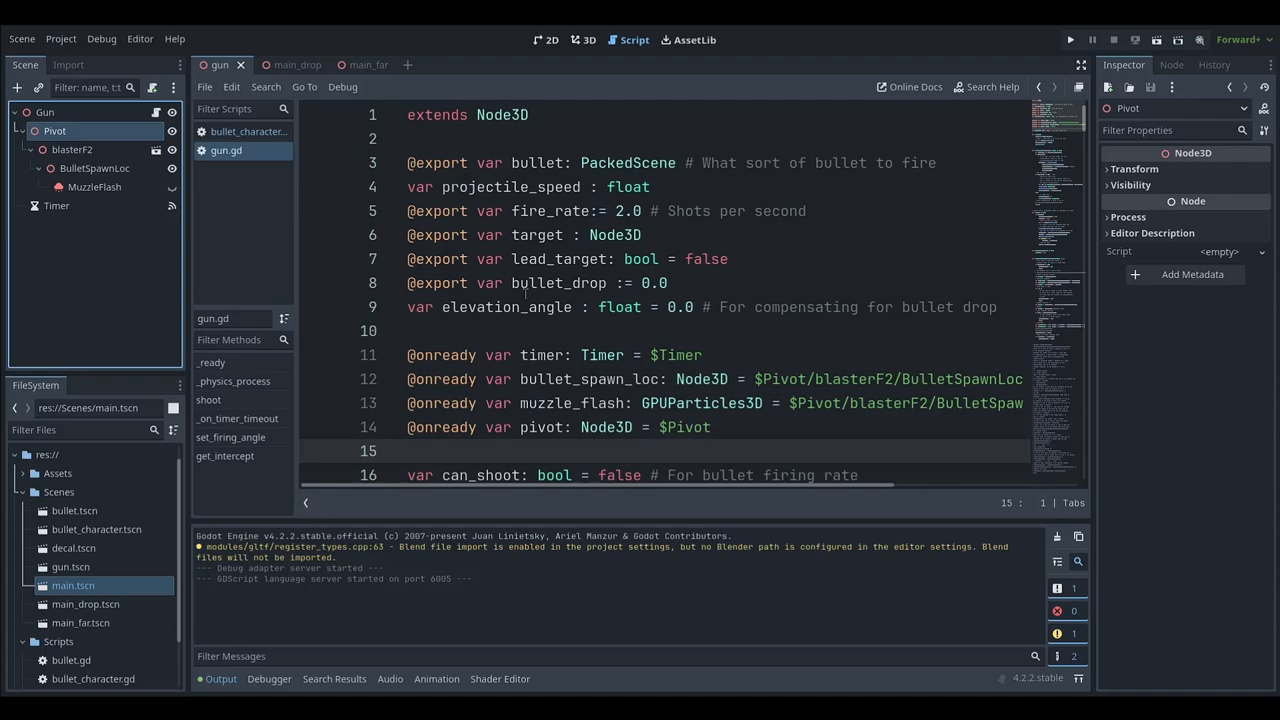 Scene Project Debug Editor Help
2D 3D Script AssetLib
Forward+
Scene Import
Filter: name, t:t
Gun
Pivot
blasterF2
BulletSpawnLoc
MuzzleFlash
Timer
FileSystem
res://Scenes/main.tscn
Filter Files
res://
Assets
Scenes
bullet.tscn
bullet_character.tscn
decal.tscn
gun.tscn
main.tscn
main_drop.tscn
main_far.tscn
Scripts
bullet.gd
bullet_character.gd
gun main_drop main_far
File Edit Search Go To Debug
Online Docs Search Help
Filter Scripts
bullet_character...
gun.gd
gun.gd
Filter Methods
_ready
_physics_process
shoot
_on_timer_timeout
set_firing_angle
get_intercept
1 extends Node3D
2
3 @export var bullet: PackedScene # What sort of bullet to fire
4 var projectile_speed : float
5 @export var fire_rate:= 2.0 # Shots per second
6 @export var target : Node3D
7 @export var lead_target: bool = false
8 @export var bullet_drop := 0.0
9 var elevation_angle : float = 0.0 # For compensating for bullet drop
10
11 @onready var timer: Timer = $Timer
12 @onready var bullet_spawn_loc: Node3D = $Pivot/blasterF2/BulletSpawnLoc
13 @onready var muzzle_flash: GPUParticles3D = $Pivot/blasterF2/BulletSpaw
14 @onready var pivot: Node3D = $Pivot
15
16 var can_shoot: bool = false # For bullet firing rate
15 : 1 | Tabs
Godot Engine v4.2.2.stable.official (c) 2007-present Juan Linietsky, Ariel Manzur & Godot Contributors.
modules/gltf/register_types.cpp:63 - Blend file import is enabled in the project settings, but no Blender path is configured in the editor settings. Blend
files will not be imported.
--- Debug adapter server started ---
--- GDScript language server started on port 6005 ---
1
0
1
2
Filter Messages
Output Debugger Search Results Audio Animation Shader Editor
4.2.2.stable
Inspector Node History
Pivot
Filter Properties
Node3D
Transform
Visibility
Node
Process
Editor Description
Script <empty>
Add Metadata